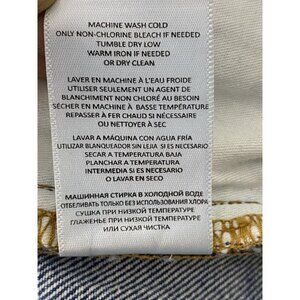 MACHINE WASH COLD
ONLY NON-CHLORINE BLEACH IF NEEDED
TUMBLE DRY LOW
WARM IRON IF NEEDED
OR DRY CLEAN
LAVER EN MACHINE À L'EAU FROIDE
UTILISER SEULEMENT UN AGENT DE
BLANCHIMENT NON CHLORÉ AU BESOIN
SÉCHER EN MACHINE À BASSE TEMPÉRATURE
REPASSER À FER CHAUD SI NÉCESSAIRE
OU NETTOYER À SEC
LAVAR A MÁQUINA CON AGUA FRÍA
UTILIZAR BLANQUEADOR SIN LEJIA SI ES NECESARIO
SECAR A TEMPERATURA BAJA
PLANCHAR A TEMPERATURA
INTERMEDIA SI ES NECESARIO
O LAVAR EN SECO
МАШИННАЯ СТИРКА В ХОЛОДНОЙ ВОДЕ
ОТБЕЛИВАТЬ ТОЛЬКО БЕЗ ИСПОЛЬЗОВАНИЯ ХЛОРА
СУШКА ПРИ НИЗКОЙ ТЕМПЕРАТУРЕ
ГЛАЖЕНЬЕ ПРИ НИЗКОЙ ТЕМПЕРАТУРЕ
ИЛИ СУХАЯ ЧИСТКА